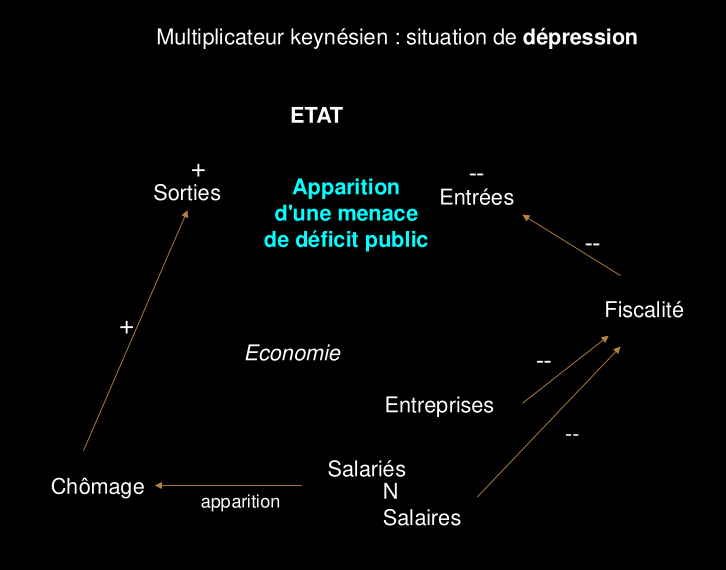 Multiplicateur keynésien : situation de dépression
ETAT
+
Sorties
Apparition
d'une menace
de déficit public
--
Entrées
--
Fiscalité
+
Economie
--
Entreprises
--
Salariés
N
Salaires
Chômage
apparition